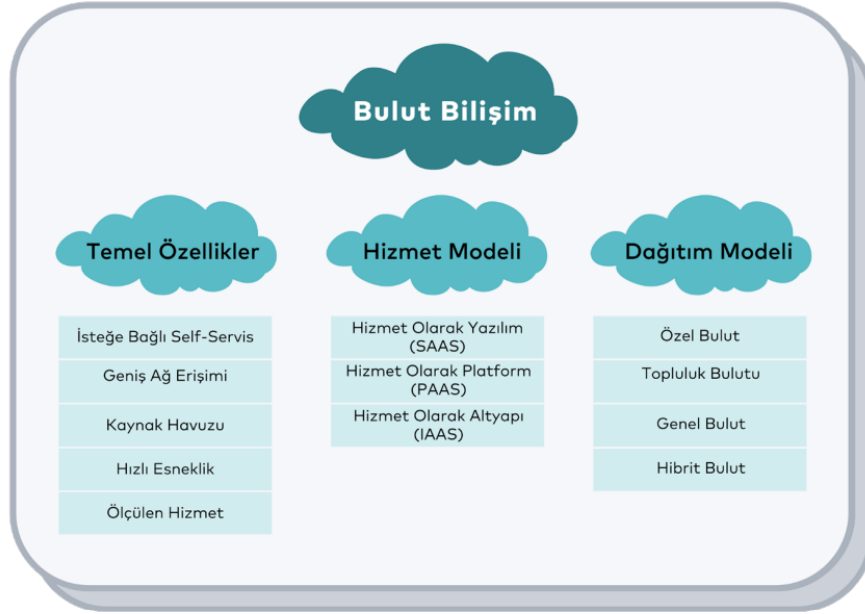 Bulut Bilişim
Temel Özellikler
İsteğe Bağlı Self-Servis
Geniş Ağ Erişimi
Kaynak Havuzu
Hızlı Esneklik
Ölçülen Hizmet
Hizmet Modeli
Hizmet Olarak Yazılım
(SAAS)
Hizmet Olarak Platform
(PAAS)
Hizmet Olarak Altyapı
(IAAS)
Dağıtım Modeli
Özel Bulut
Topluluk Bulutu
Genel Bulut
Hibrit Bulut